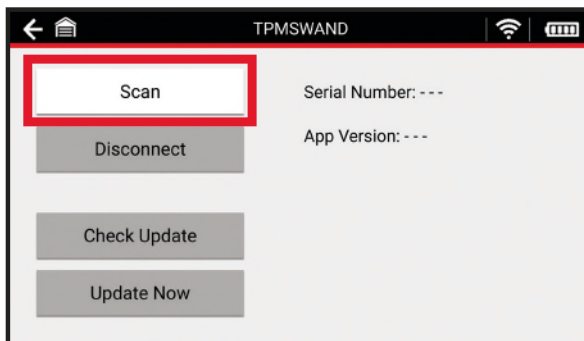 TPMSWAND
Scan
Serial Number: - - -
Disconnect
App Version: - - -
Check Update
Update Now